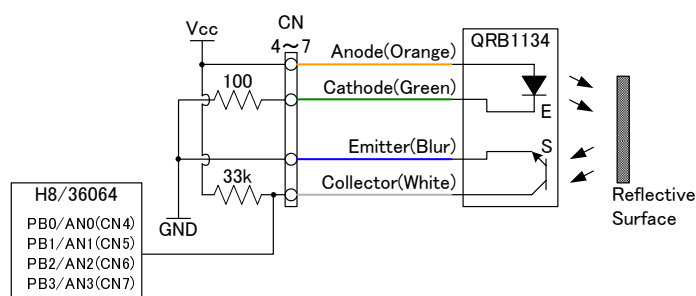 CN
4～7
Vcc
QRB1134
Anode(Orange)
100
Cathode(Green)
E
Emitter(Blur)
S
33k
Collector(White)
Reflective
Surface
GND
H8/36064
PB0/AN0(CN4)
PB1/AN1(CN5)
PB2/AN2(CN6)
PB3/AN3(CN7)